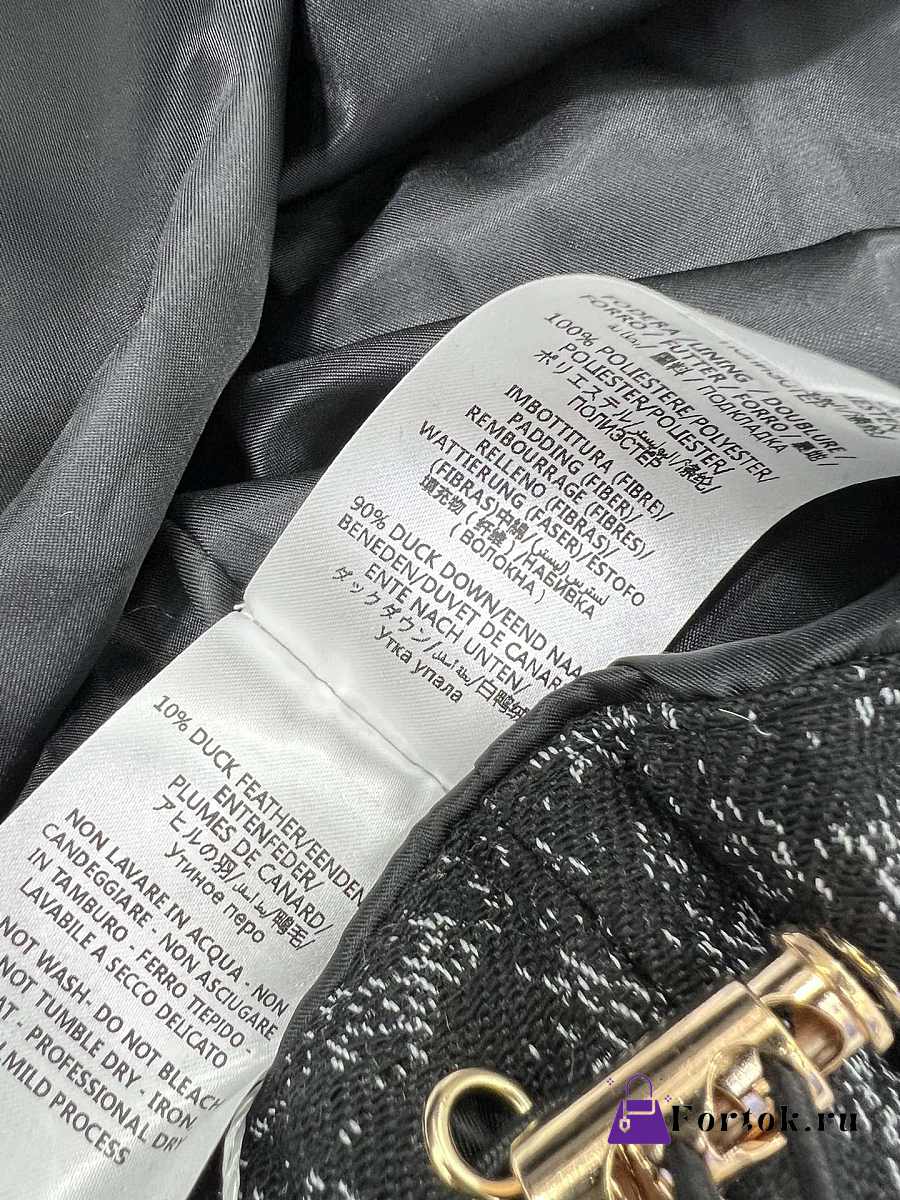 FODERA / LINING / DOUBLURE/
FORRO / FUTTER / FORRO / 裏地/
100% POLIESTERE/POLYESTER/
POLIESTER/POLYESTER/
ポリエステル/
ПОЛИЭСТЕР
IMBOTTITURA (FIBRE)/
PADDING (FIBER)/
REMBOURRAGE (FIBRES)/
RELLENO (FIBRAS)/
WATTIERUNG (FASER)/ESTOFO
(FIBRAS)中綿/
НАБИВКА
( ВОЛОКНА )
90% DUCK DOWN/EEND NAA
BENEDEN/DUVET DE CANAR
ENTE NACH UNTEN/
ダックダウン/
утка упала
10% DUCK FEATHER/EENDEN
ENTENFEDER/
PLUMES DE CANARD/
アヒルの羽/
Утиное перо
NON LAVARE IN ACQUA - NON
CANDEGGIARE - NON ASCIUGARE
IN TAMBURO - FERRO TIEPIDO -
LAVABILE A SECCO DELICATO
NOT WASH- DO NOT BLEACH
NOT TUMBLE DRY - IRON
AT - PROFESSIONAL DRY
MILD PROCESS
Fortok.ru